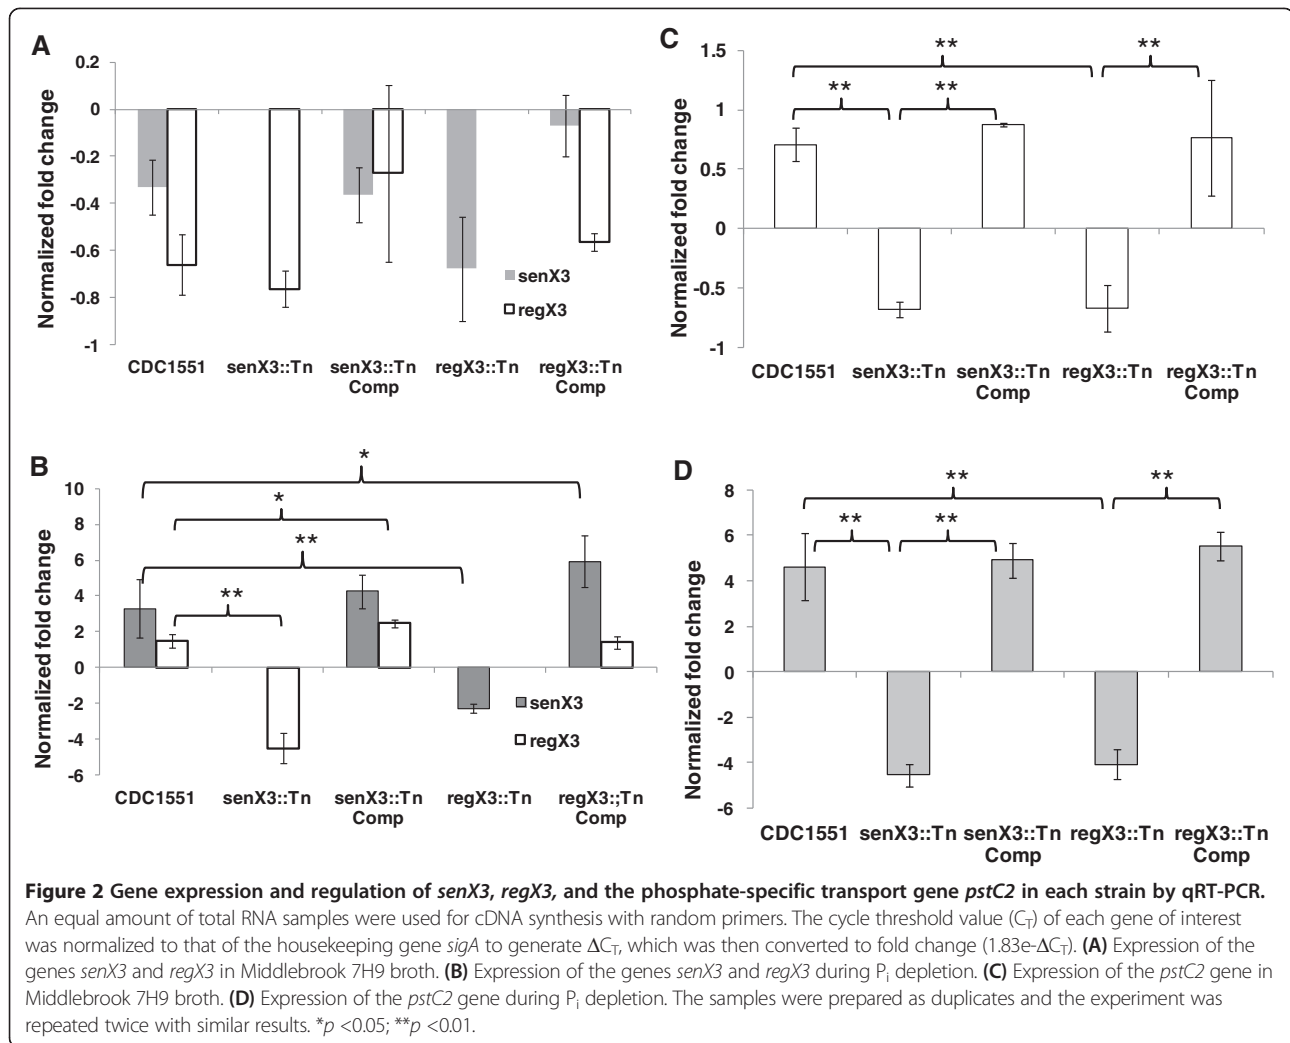 A
Normalized fold change
0.2
0
-0.2
-0.4
-0.6
-0.8
-1
senX3
regX3
CDC1551 senX3::Tn senX3::Tn Comp regX3::Tn regX3::Tn Comp
C
Normalized fold change
1.5
1
0.5
0
-0.5
-1
** ** ** **
CDC1551 senX3::Tn senX3::Tn Comp regX3::Tn regX3::Tn Comp
B
Normalized fold change
10
8
6
4
2
0
-2
-4
-6
*
*
**
**
senX3
regX3
CDC1551 senX3::Tn senX3::Tn Comp regX3::Tn regX3:;Tn Comp
D
Normalized fold change
8
6
4
2
0
-2
-4
-6
** ** ** **
CDC1551 senX3::Tn senX3::Tn Comp regX3::Tn regX3::Tn Comp
Figure 2 Gene expression and regulation of senX3, regX3, and the phosphate-specific transport gene pstC2 in each strain by qRT-PCR.
An equal amount of total RNA samples were used for cDNA synthesis with random primers. The cycle threshold value (CT) of each gene of interest
was normalized to that of the housekeeping gene sigA to generate ΔCT, which was then converted to fold change (1.83e-ΔCT). (A) Expression of the
genes senX3 and regX3 in Middlebrook 7H9 broth. (B) Expression of the genes senX3 and regX3 during Pi depletion. (C) Expression of the pstC2 gene in
Middlebrook 7H9 broth. (D) Expression of the pstC2 gene during Pi depletion. The samples were prepared as duplicates and the experiment was
repeated twice with similar results. *p <0.05; **p <0.01.